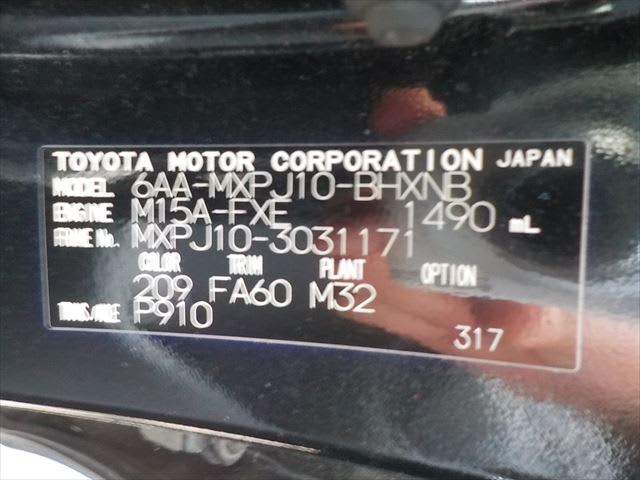 TOYOTA MOTOR CORPORATION JAPAN
MODEL 6AA-MXPJ10-BHXNB
ENGINE M15A-FXE 1490 mL
FRAME No. MXPJ10-3031171
COLOR TRIM PLANT OPTION
209 FA60 M32
TRANS/AXLE P910
317